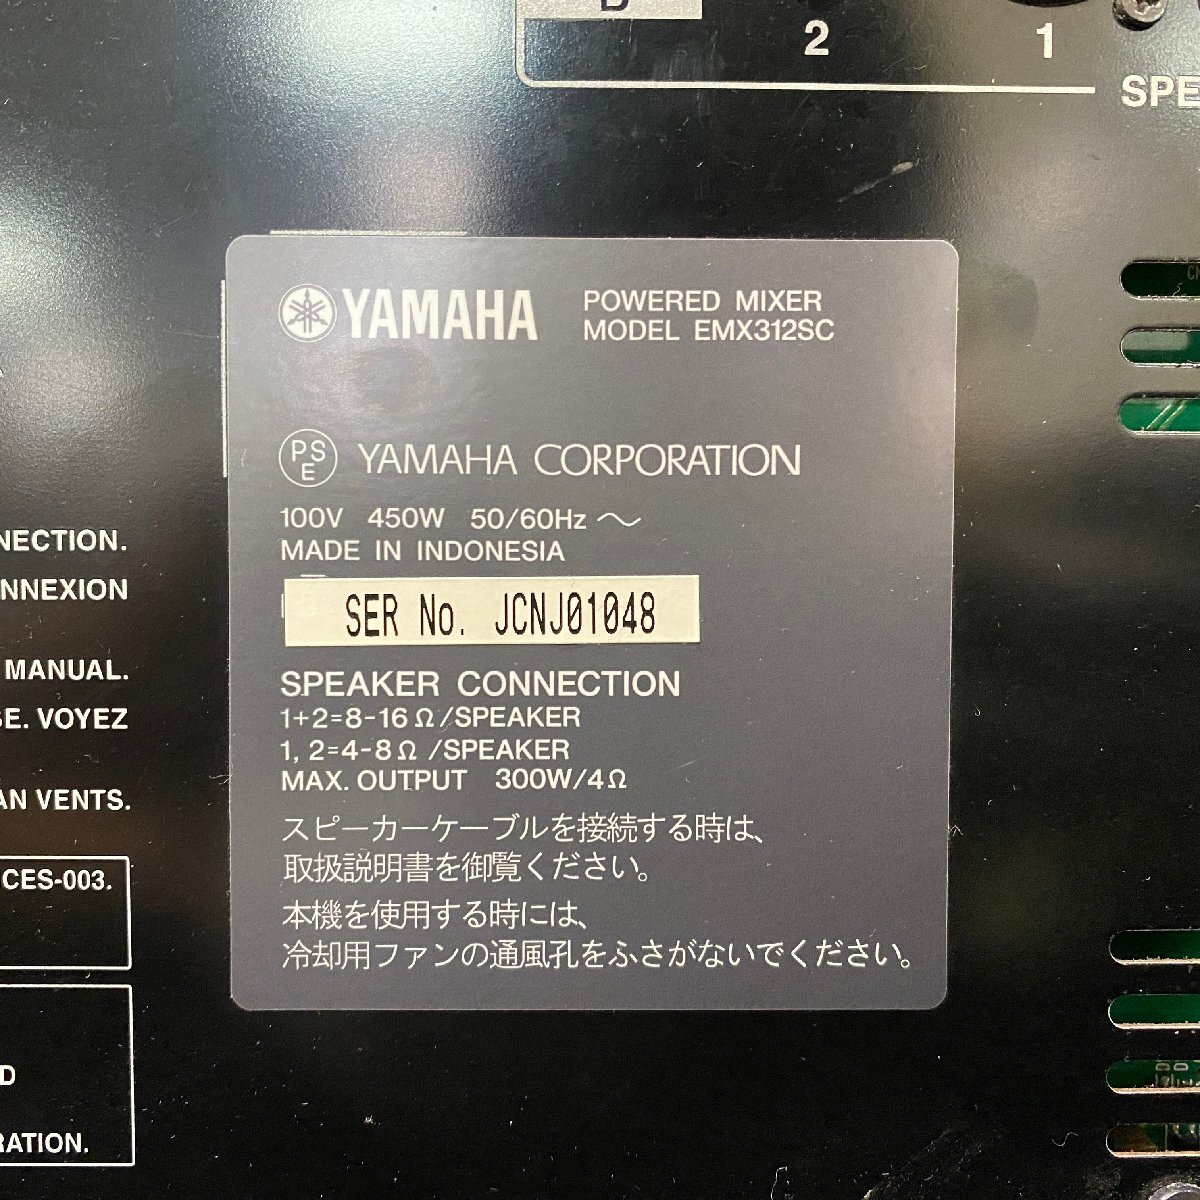 2 1
YAMAHA POWERED MIXER
MODEL EMX312SC
PSE YAMAHA CORPORATION
100V 450W 50/60Hz ～
MADE IN INDONESIA
SER No. JCNJ01048
SPEAKER CONNECTION
1+2=8-16Ω/SPEAKER
1, 2=4-8Ω /SPEAKER
MAX. OUTPUT 300W/4Ω
スピーカーケーブルを接続する時は、
取扱説明書を御覧ください。
本機を使用する時には、
冷却用ファンの通風孔をふさがないでください。
MANUAL.
VOYEZ
VENTS.
CES-003.